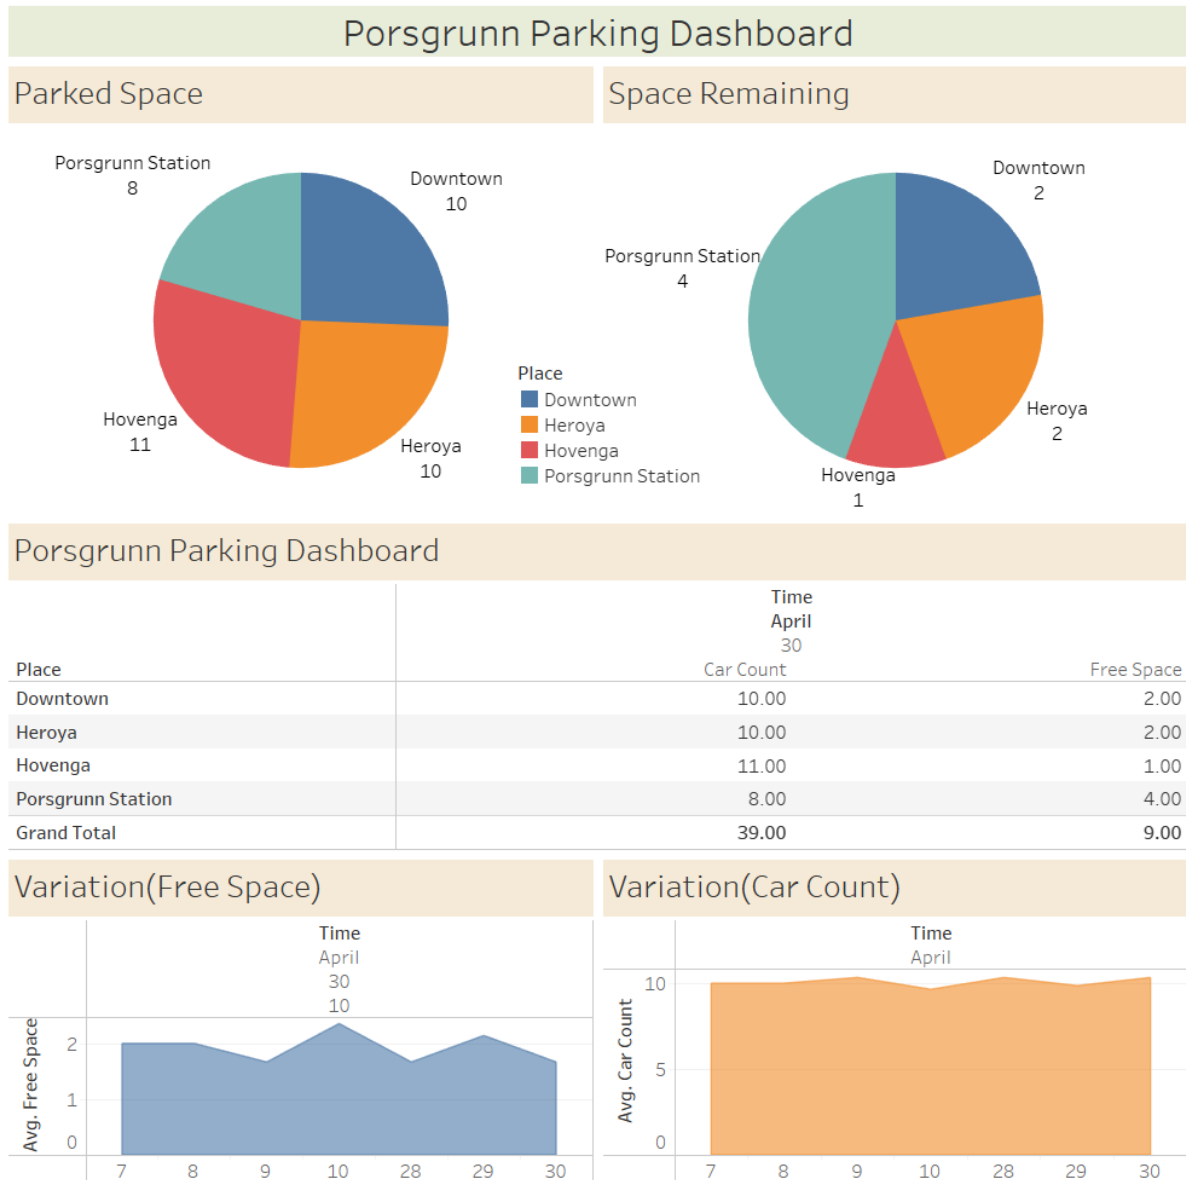 Porsgrunn Parking Dashboard
Parked Space
Space Remaining
Porsgrunn Station
8
Downtown
10
Hovenga
11
Heroya
10
Place
Downtown
Heroya
Hovenga
Porsgrunn Station
Downtown
2
Porsgrunn Station
4
Heroya
2
Hovenga
1
Porsgrunn Parking Dashboard
Time
April
30
Place Car Count Free Space
Downtown 10.00 2.00
Heroya 10.00 2.00
Hovenga 11.00 1.00
Porsgrunn Station 8.00 4.00
Grand Total 39.00 9.00
Variation(Free Space)
Time
April
30
10
Avg. Free Space
2
1
0
7 8 9 10 28 29 30
Variation(Car Count)
Time
April
Avg. Car Count
10
5
0
7 8 9 10 28 29 30